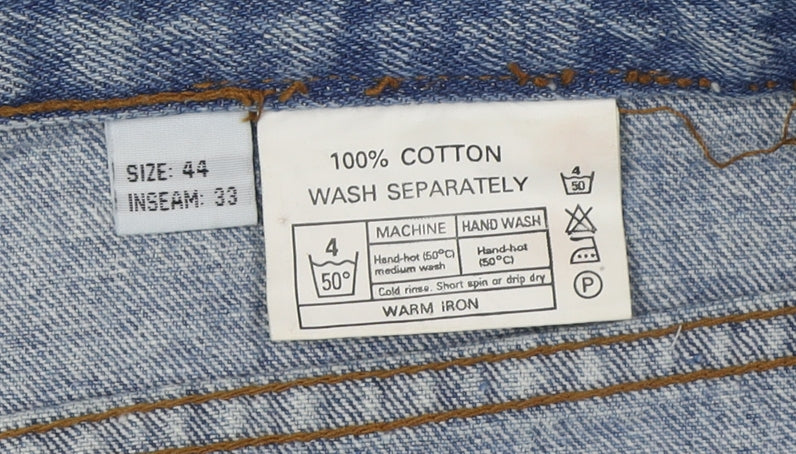 SIZE: 44
INSEAM: 33
100% COTTON
WASH SEPARATELY
4
50°
MACHINE
HAND WASH
Hand-hot (50°C)
medium wash
Hand-hot
(50°C)
Cold rinse. Short spin or drip dry
WARM IRON
4
50
P